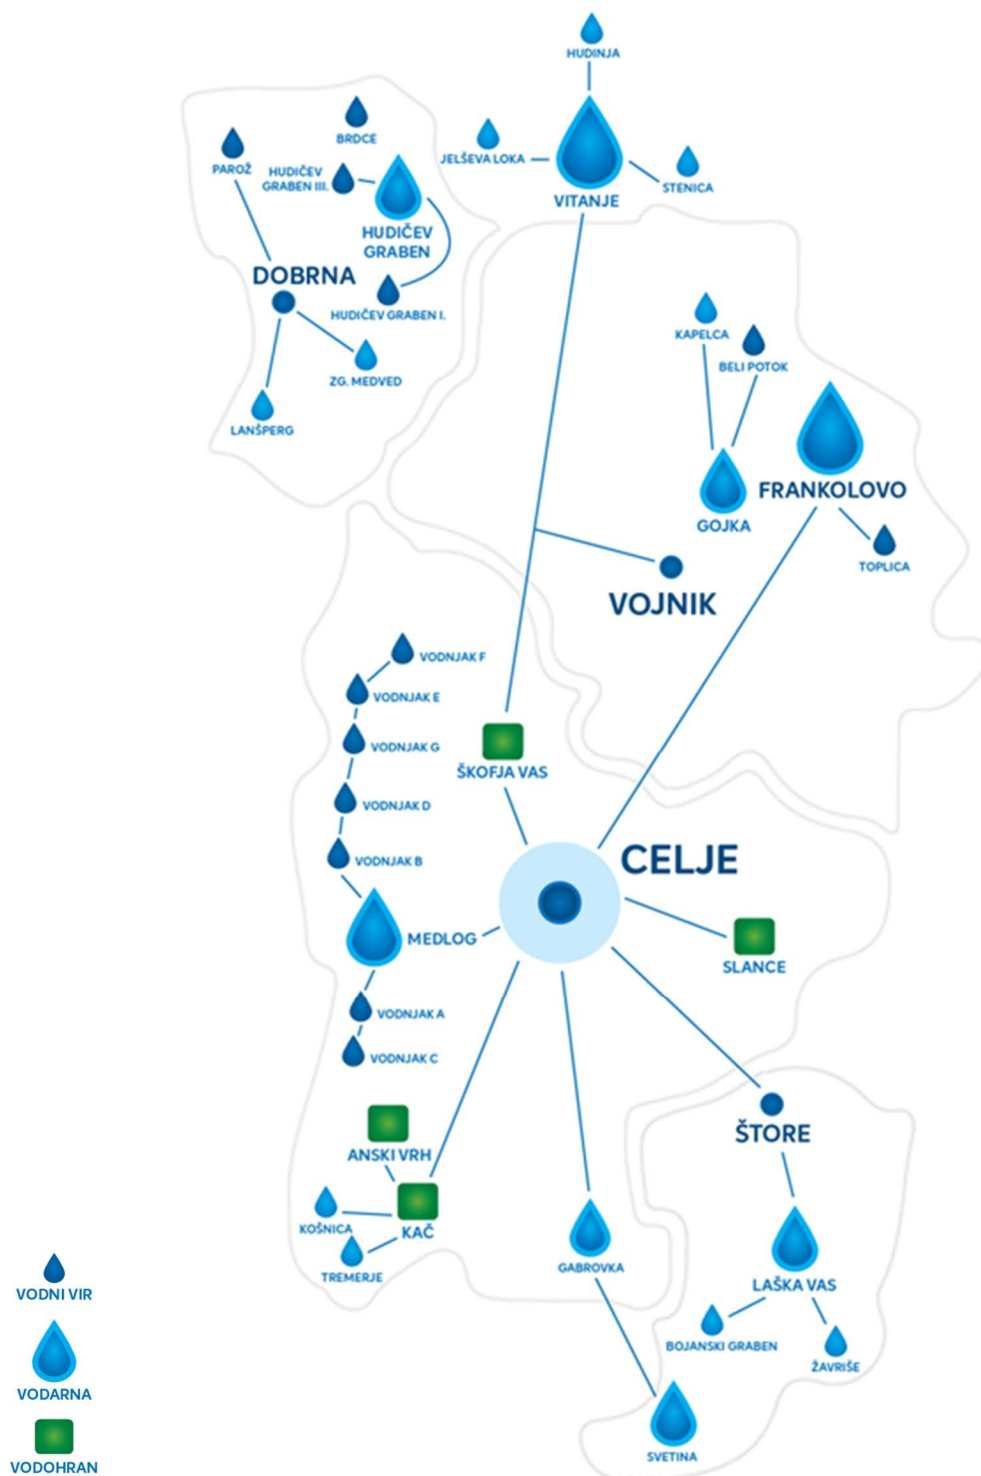 HUDINJA
BRDCE
PAROŽ
HUDIČEV
GRABEN III.
JELŠEVA LOKA
STENICA
VITANJE
HUDIČEV
GRABEN
DOBRNA
HUDIČEV GRABEN I.
KAPELCA
BELI POTOK
ZG. MEDVED
LANŠPERG
FRANKOLOVO
GOJKA
TOPLICA
VOJNIK
VODNJAK F
VODNJAK E
VODNJAK G
ŠKOFJA VAS
VODNJAK D
VODNJAK B
CELJE
MEDLOG
SLANCE
VODNJAK A
VODNJAK C
ŠTORE
ANSKI VRH
KOŠNICA
KAČ
TREMERJE
GABROVKA
LAŠKA VAS
BOJANSKI GRABEN
ŽAVRIŠE
SVETINA
VODNI VIR
VODARNA
VODOHRAN